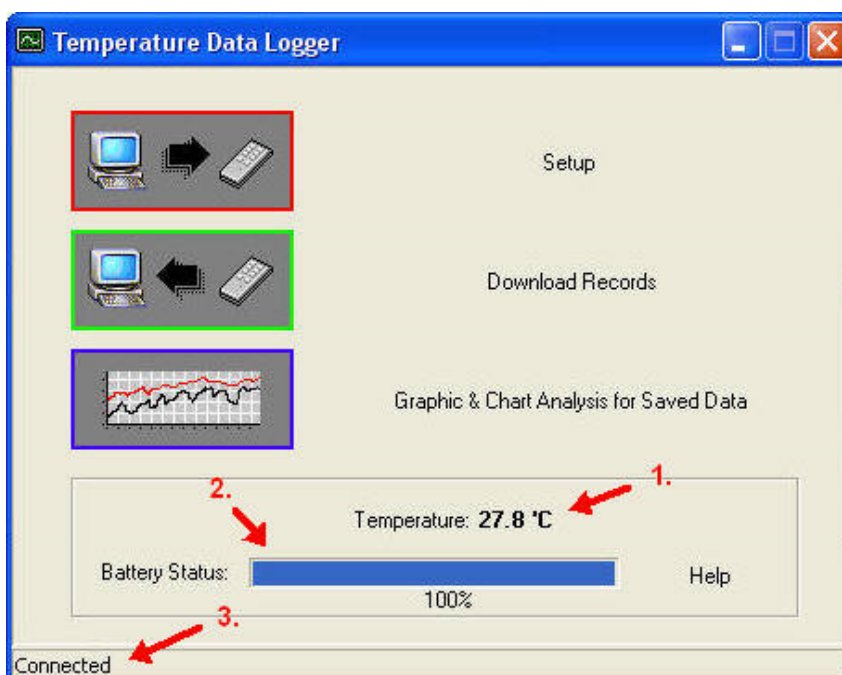 Temperature Data Logger
Setup
Download Records
Graphic & Chart Analysis for Saved Data
2.
1.
Temperature: 27.8 'C
Battery Status:
Help
100%
3.
Connected